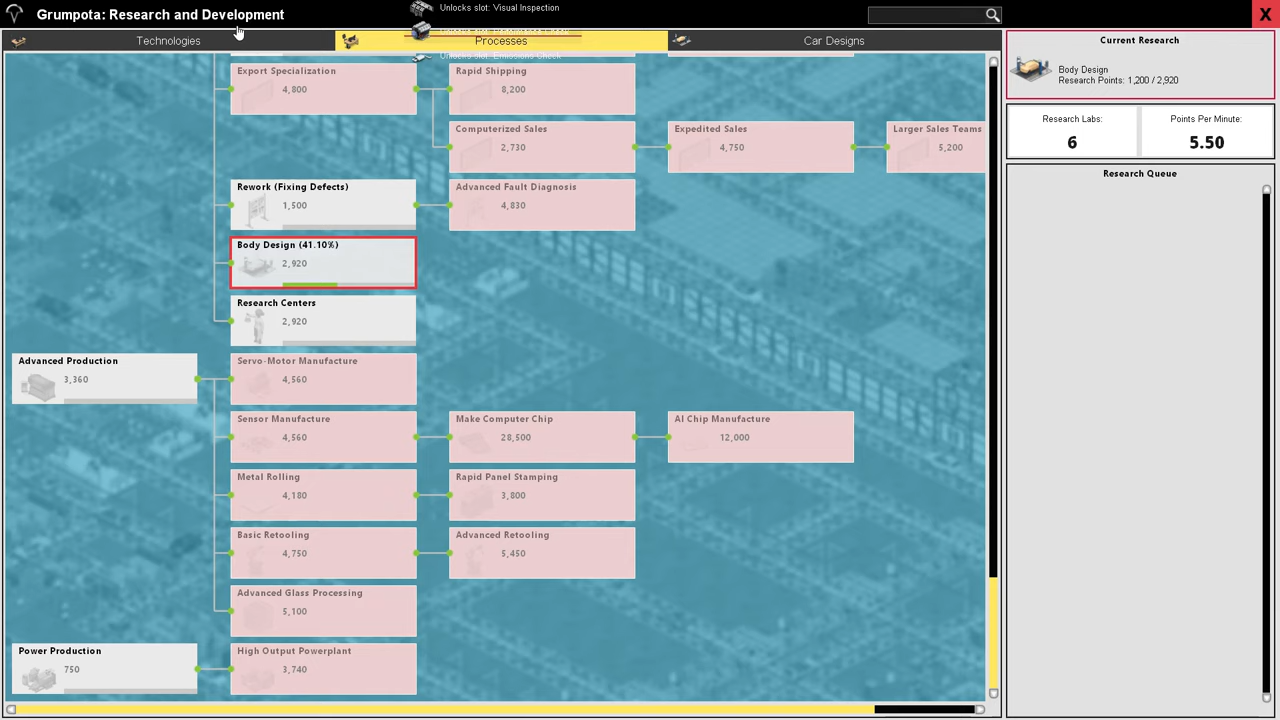 Grumpota: Research and Development
Unlocks slot: Visual Inspection
Unlocks slot: Emissions Check
X
Technologies
Processes
Car Designs
Export Specialization
4,800
Rapid Shipping
8,200
Computerized Sales
2,730
Expedited Sales
4,750
Larger Sales Teams
5,200
Rework (Fixing Defects)
1,500
Advanced Fault Diagnosis
4,830
Body Design (41.10%)
2,920
Research Centers
2,920
Advanced Production
3,360
Servo-Motor Manufacture
4,560
Sensor Manufacture
4,560
Make Computer Chip
28,500
AI Chip Manufacture
12,000
Metal Rolling
4,180
Rapid Panel Stamping
3,800
Basic Retooling
4,750
Advanced Retooling
5,450
Advanced Glass Processing
5,100
Power Production
750
High Output Powerplant
3,740
Current Research
Body Design
Research Points: 1,200 / 2,920
Research Labs:
6
Points Per Minute:
5.50
Research Queue